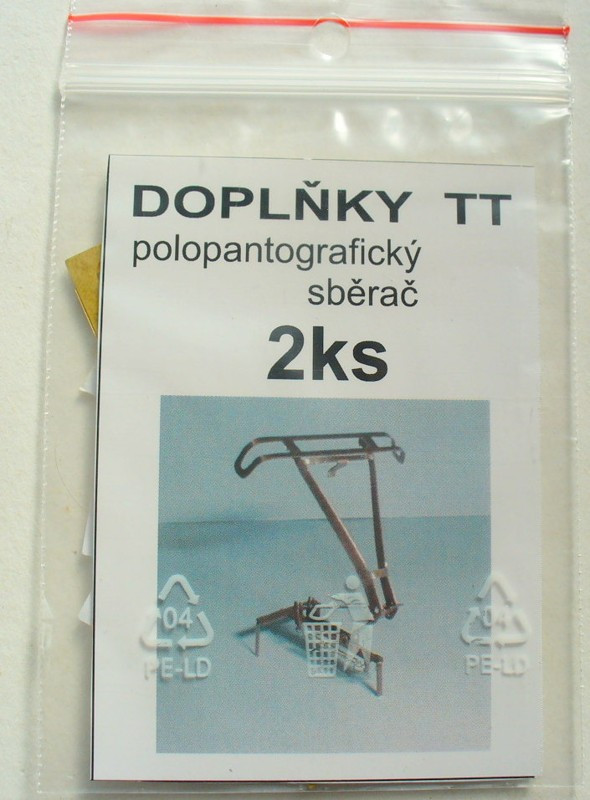 DOPLŇKY TT
polopantografický
sběrač
2ks
04
PE-LD
04
PE-LD